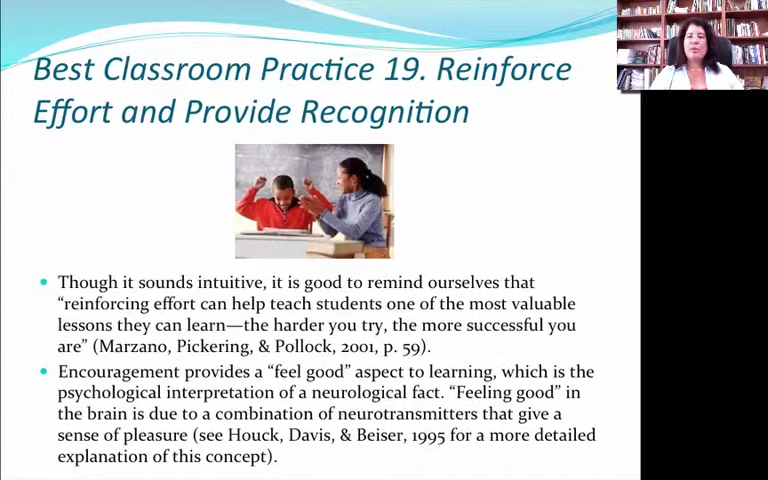 Best Classroom Practice 19. Reinforce
Effort and Provide Recognition
Though it sounds intuitive, it is good to remind ourselves that
“reinforcing effort can help teach students one of the most valuable
lessons they can learn—the harder you try, the more successful you
are” (Marzano, Pickering, & Pollock, 2001, p. 59).
Encouragement provides a “feel good” aspect to learning, which is the
psychological interpretation of a neurological fact. “Feeling good” in
the brain is due to a combination of neurotransmitters that give a
sense of pleasure (see Houck, Davis, & Beiser, 1995 for a more detailed
explanation of this concept).